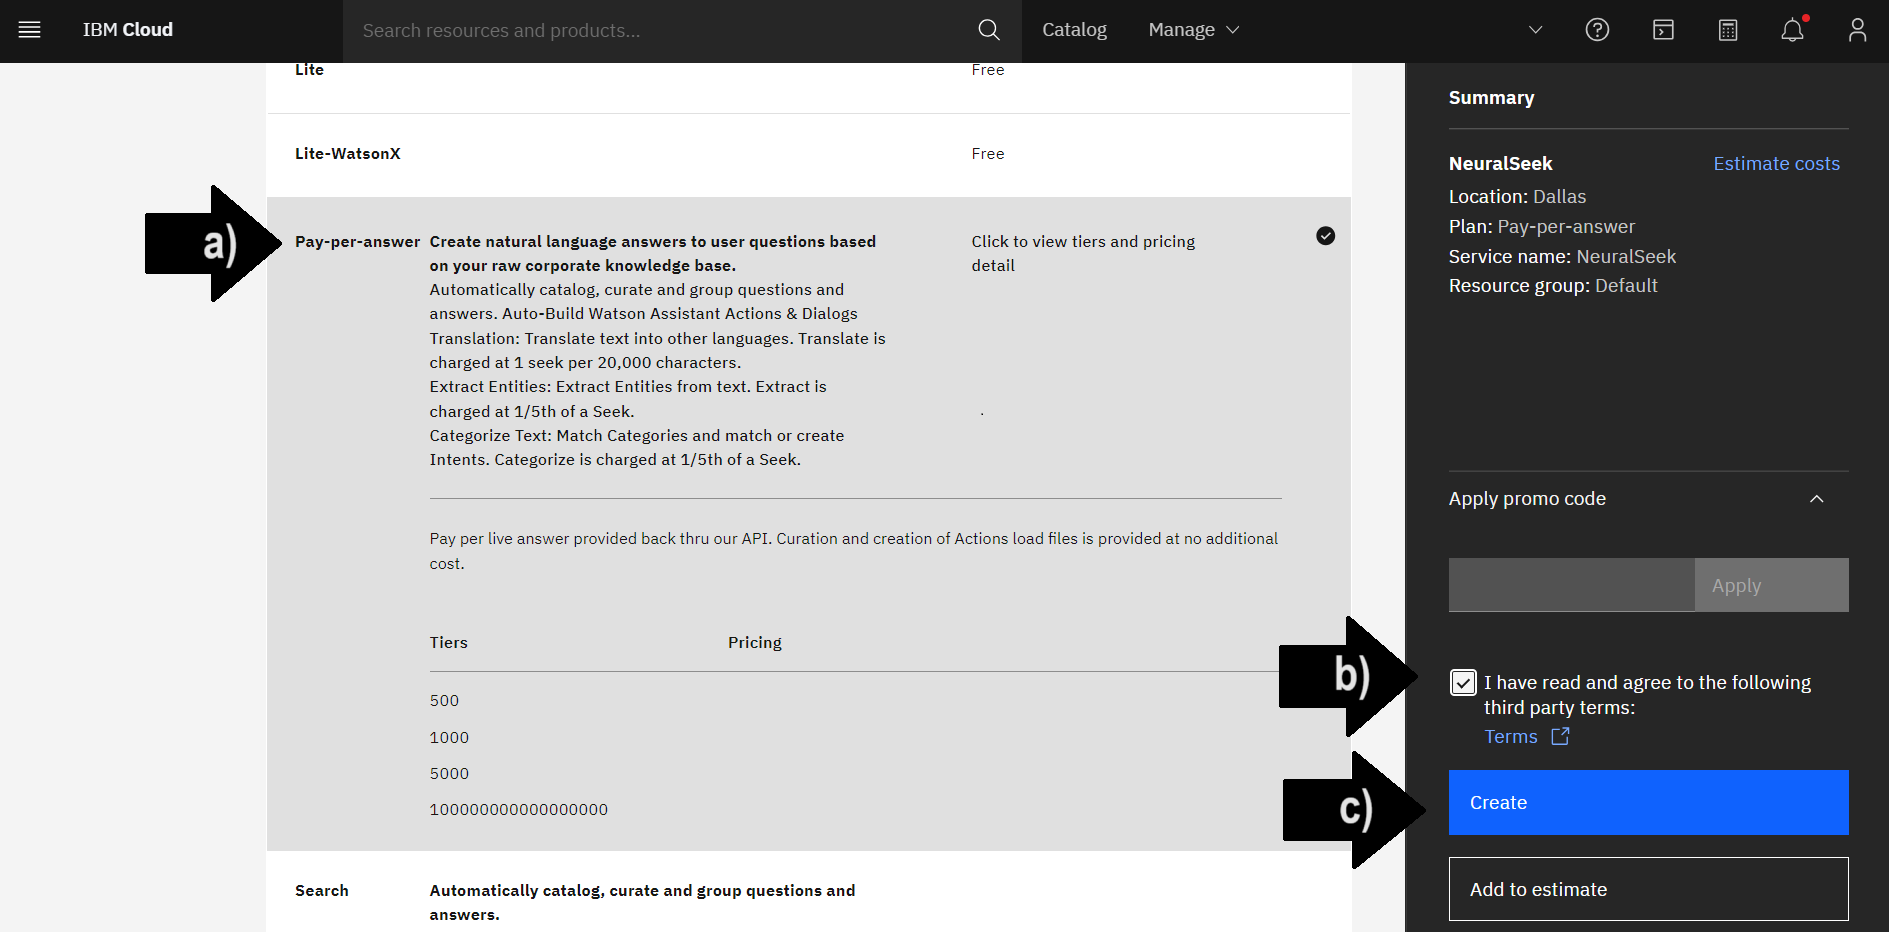 IBM Cloud
Search resources and products...
Catalog
Manage
Lite
Free
Lite-WatsonX
Free
a)
Pay-per-answer
Create natural language answers to user questions based
on your raw corporate knowledge base.
Automatically catalog, curate and group questions and
answers. Auto-Build Watson Assistant Actions & Dialogs
Translation: Translate text into other languages. Translate is
charged at 1 seek per 20,000 characters.
Extract Entities: Extract Entities from text. Extract is
charged at 1/5th of a Seek.
Categorize Text: Match Categories and match or create
Intents. Categorize is charged at 1/5th of a Seek.
Click to view tiers and pricing
detail
.
Pay per live answer provided back thru our API. Curation and creation of Actions load files is provided at no additional
cost.
Tiers
Pricing
500
1000
5000
100000000000000000
Search
Automatically catalog, curate and group questions and
answers.
Summary
NeuralSeek
Estimate costs
Location: Dallas
Plan: Pay-per-answer
Service name: NeuralSeek
Resource group: Default
Apply promo code
Apply
b)
I have read and agree to the following
third party terms:
Terms
c)
Create
Add to estimate